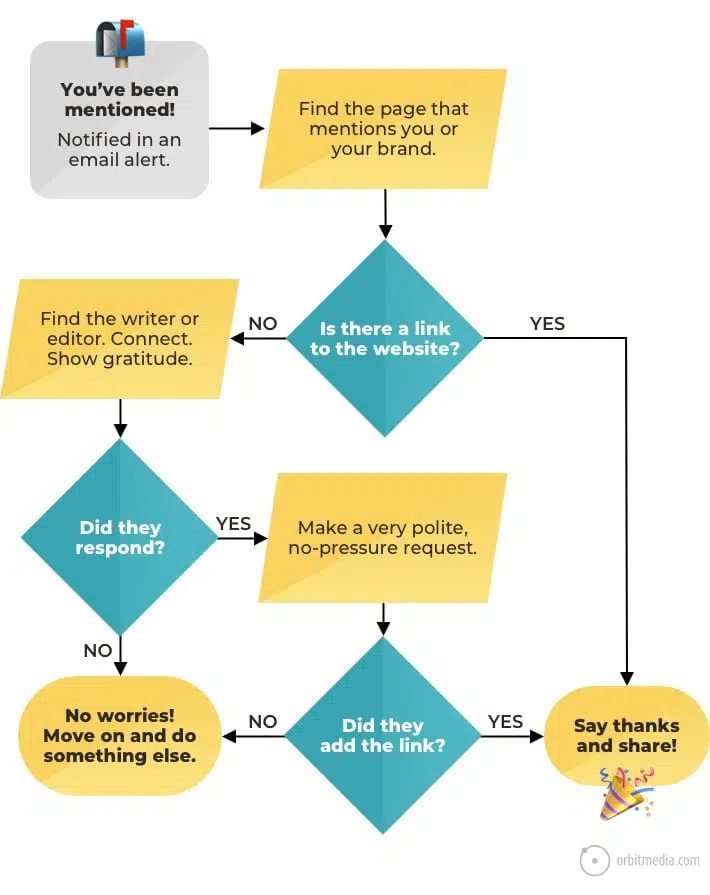 You've been
mentioned!
Notified in an
email alert.
Find the page that
mentions you or
your brand.
Is there a link
to the website?
NO
YES
Find the writer or
editor. Connect.
Show gratitude.
Did they
respond?
YES
Make a very polite,
no-pressure request.
NO
No worries!
Move on and do
something else.
NO
Did they
add the link?
YES
Say thanks
and share!
orbitmedia.com